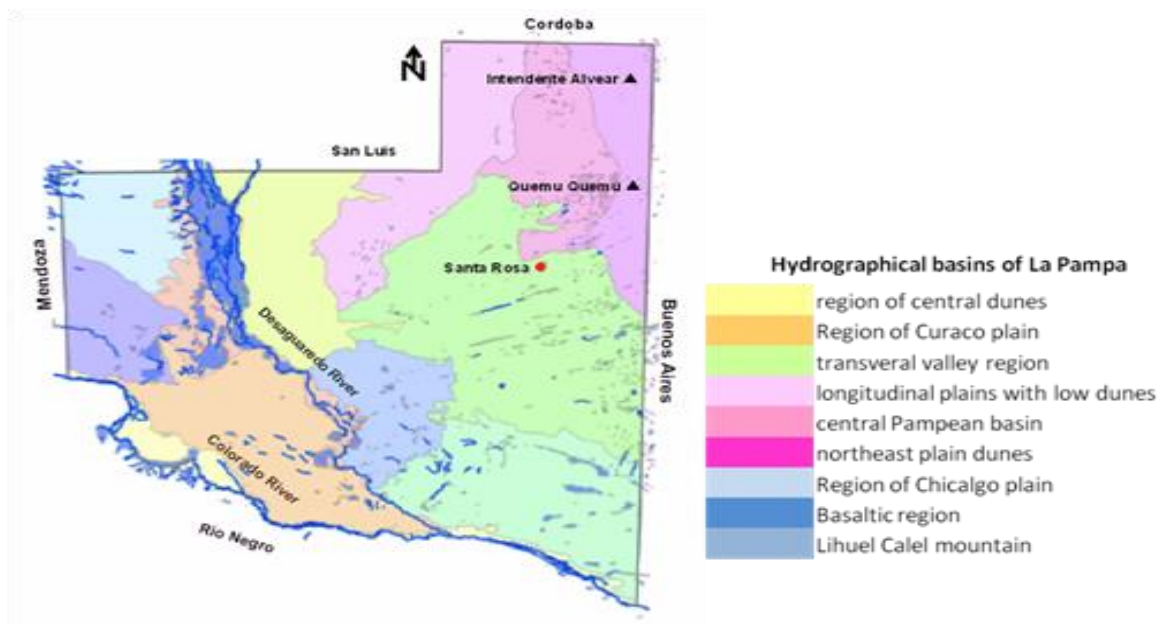 Cordoba
N
Intendente Alvear
San Luis
Quemu Quemu
Mendoza
Santa Rosa
Desaguaredo River
Buenos Aires
Colorado River
Rio Negro
Hydrographical basins of La Pampa
region of central dunes
Region of Curaco plain
transveral valley region
longitudinal plains with low dunes
central Pampean basin
northeast plain dunes
Region of Chicalgo plain
Basaltic region
Lihuel Calel mountain